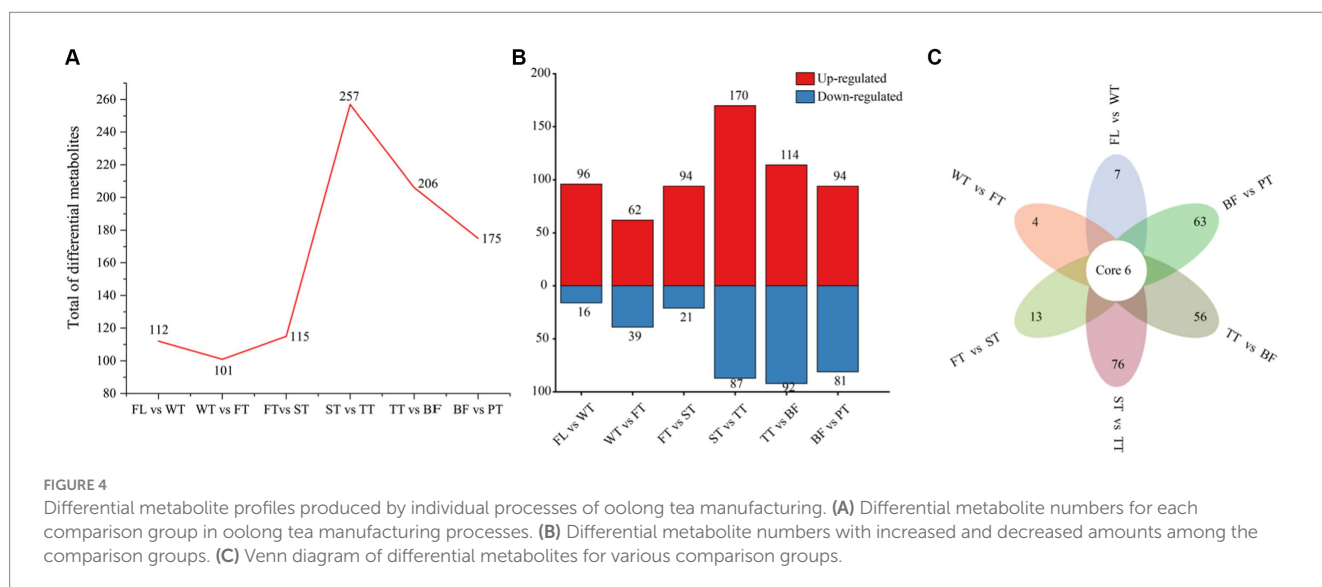 A
Total of differential metabolites
260
240
220
200
180
160
140
120
100
80
112
101
115
257
206
175
FL vs WT
WT vs FT
FTvs ST
ST vs TT
TT vs BF
BF vs PT
B
Up-regulated
Down-regulated
200
150
100
50
0
50
100
96
62
94
170
114
94
16
39
21
87
92
81
FL vs WT
WT vs FT
FT vs ST
ST vs TT
TT vs BF
BF vs PT
C
FL vs WT
7
WT vs FT
4
BF vs PT
63
Core 6
FT vs ST
13
TT vs BF
56
76
ST vs TT
FIGURE 4
Differential metabolite profiles produced by individual processes of oolong tea manufacturing. (A) Differential metabolite numbers for each
comparison group in oolong tea manufacturing processes. (B) Differential metabolite numbers with increased and decreased amounts among the
comparison groups. (C) Venn diagram of differential metabolites for various comparison groups.